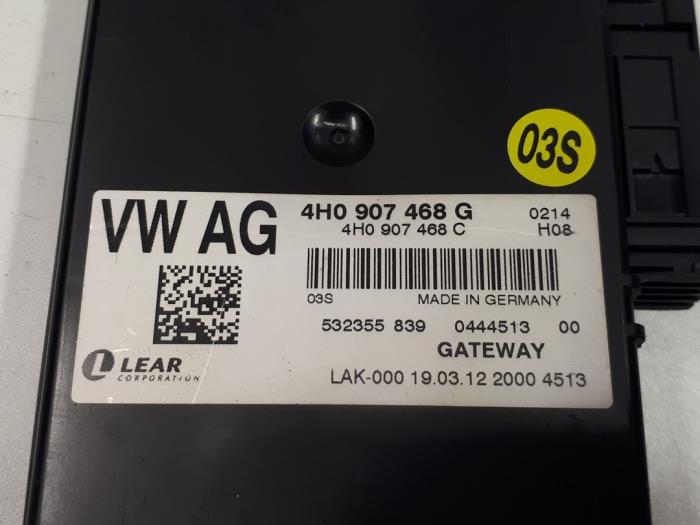 03S
VW AG
4H0 907 468 G 0214
4H0 907 468 C H08
03S MADE IN GERMANY
532355 839 0444513 00
GATEWAY
LEAR
CORPORATION
LAK-000 19.03.12 2000 4513